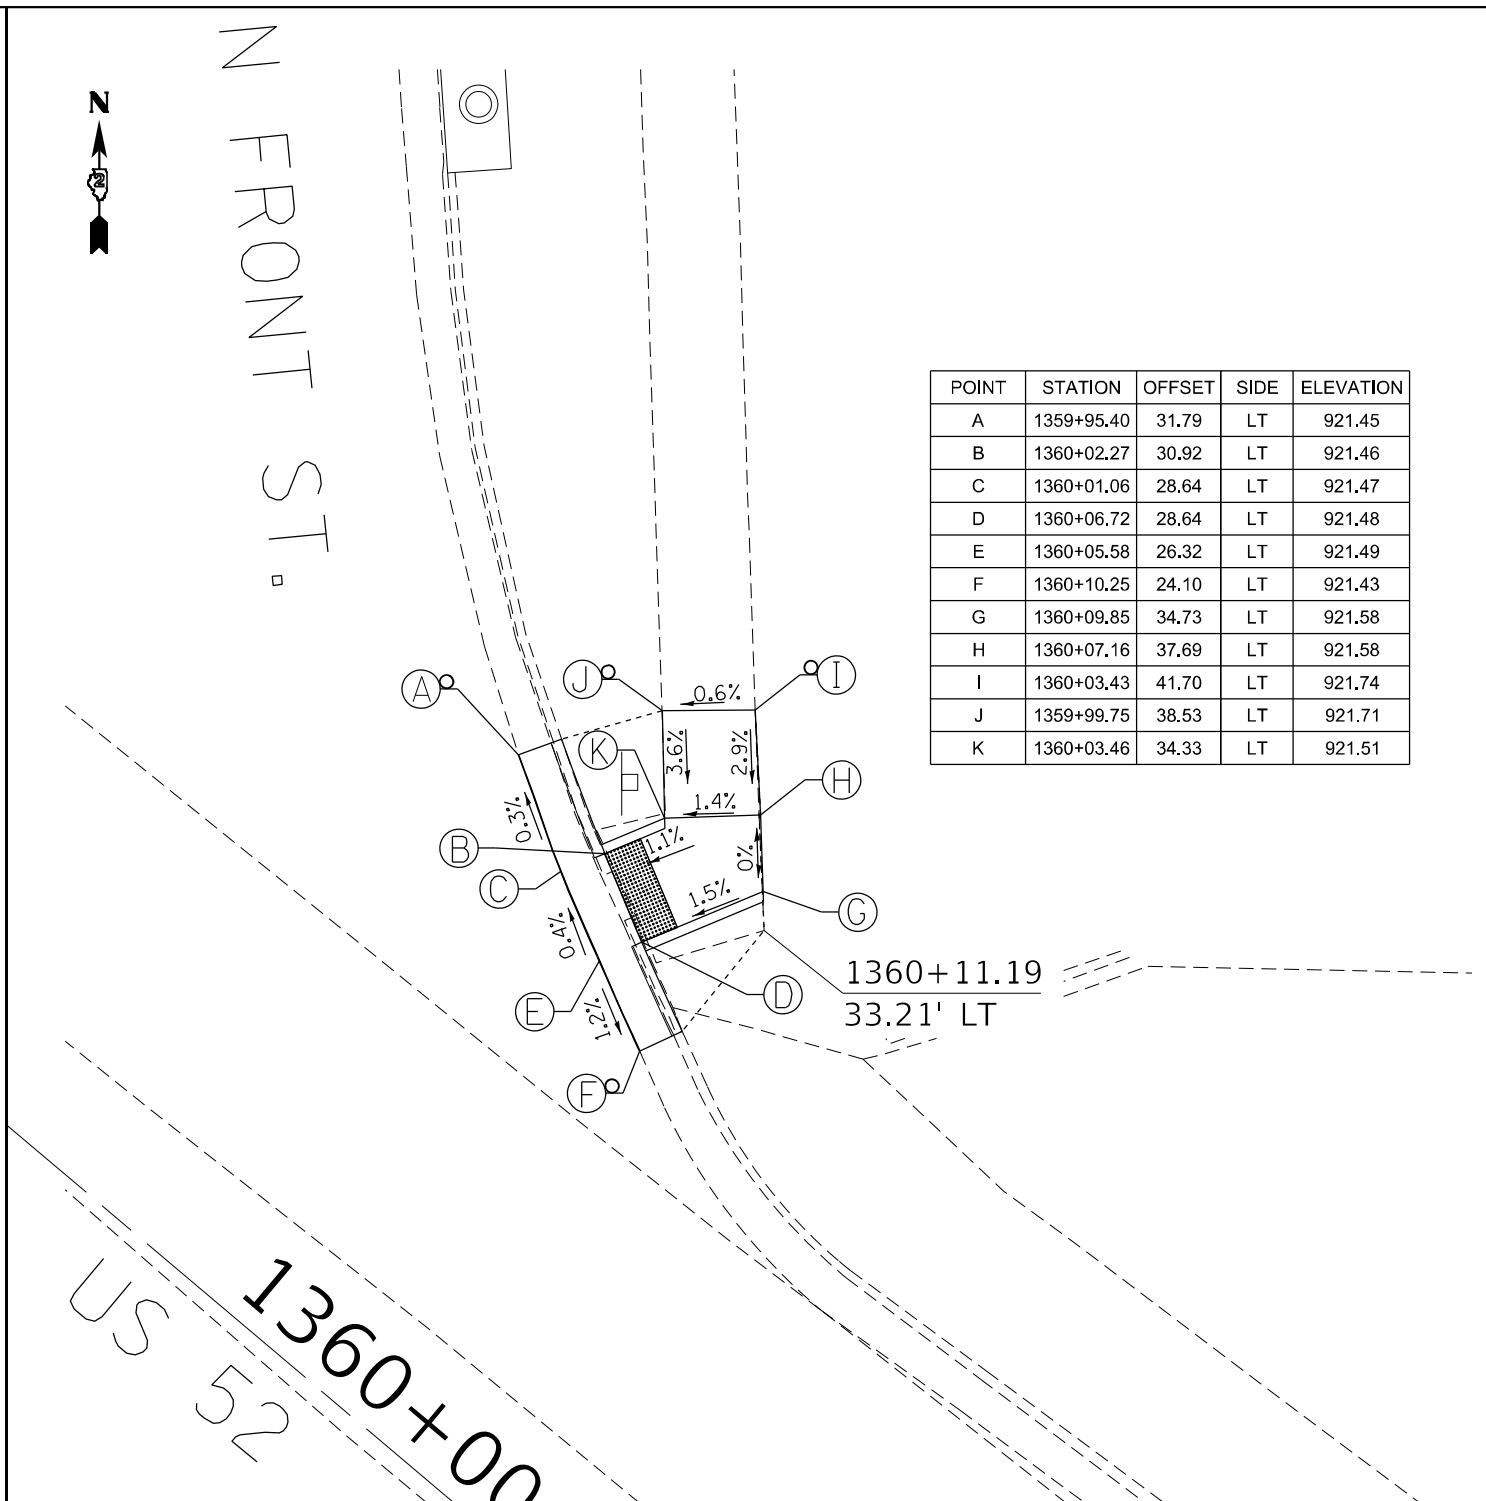 N FRONT ST.
N
2
POINT STATION OFFSET SIDE ELEVATION
A 1359+95.40 31.79 LT 921.45
B 1360+02.27 30.92 LT 921.46
C 1360+01.06 28.64 LT 921.47
D 1360+06.72 28.64 LT 921.48
E 1360+05.58 26.32 LT 921.49
F 1360+10.25 24.10 LT 921.43
G 1360+09.85 34.73 LT 921.58
H 1360+07.16 37.69 LT 921.58
I 1360+03.43 41.70 LT 921.74
J 1359+99.75 38.53 LT 921.71
K 1360+03.46 34.33 LT 921.51
A
J
I
0.6%
K
3.6%
2.9%
H
1.4%
0.3%
B
1.1%
0%
C
1.5%
G
0.4%
D
E
1.2%
F
1360+11.19
33.21' LT
1360+00
US 52